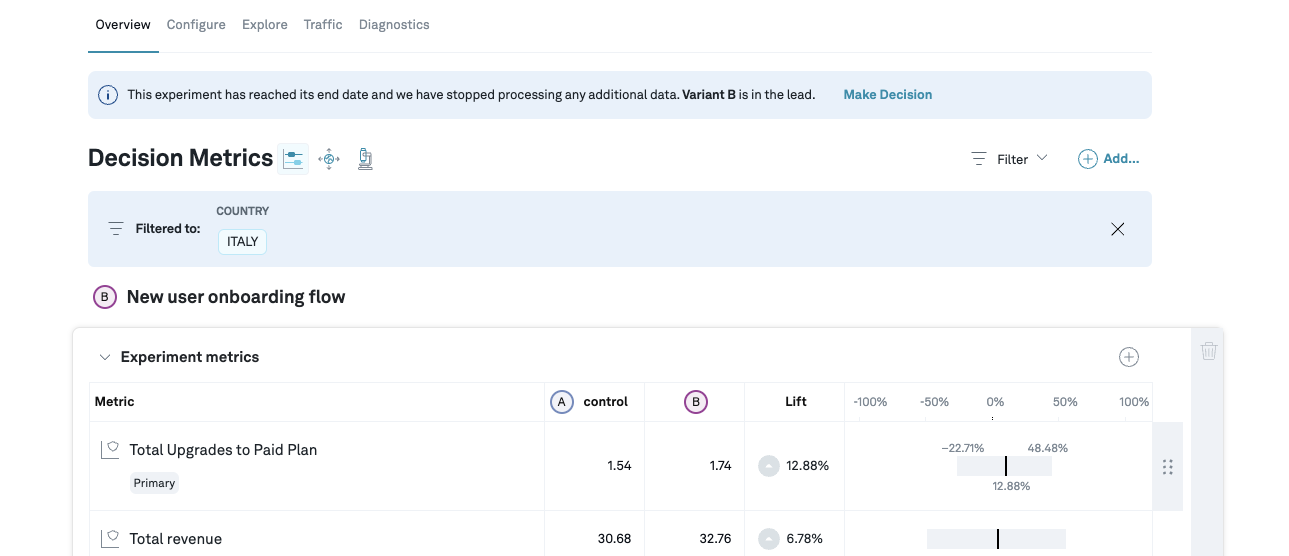 Overview Configure Explore Traffic Diagnostics
This experiment has reached its end date and we have stopped processing any additional data. Variant B is in the lead. Make Decision
Decision Metrics Filter Add...
COUNTRY
Filtered to: ITALY
B New user onboarding flow
Experiment metrics
Metric A control B Lift -100% -50% 0% 50% 100%
Total Upgrades to Paid Plan 1.54 1.74 12.88% −22.71% 48.48%
Primary 12.88%
Total revenue 30.68 32.76 6.78%